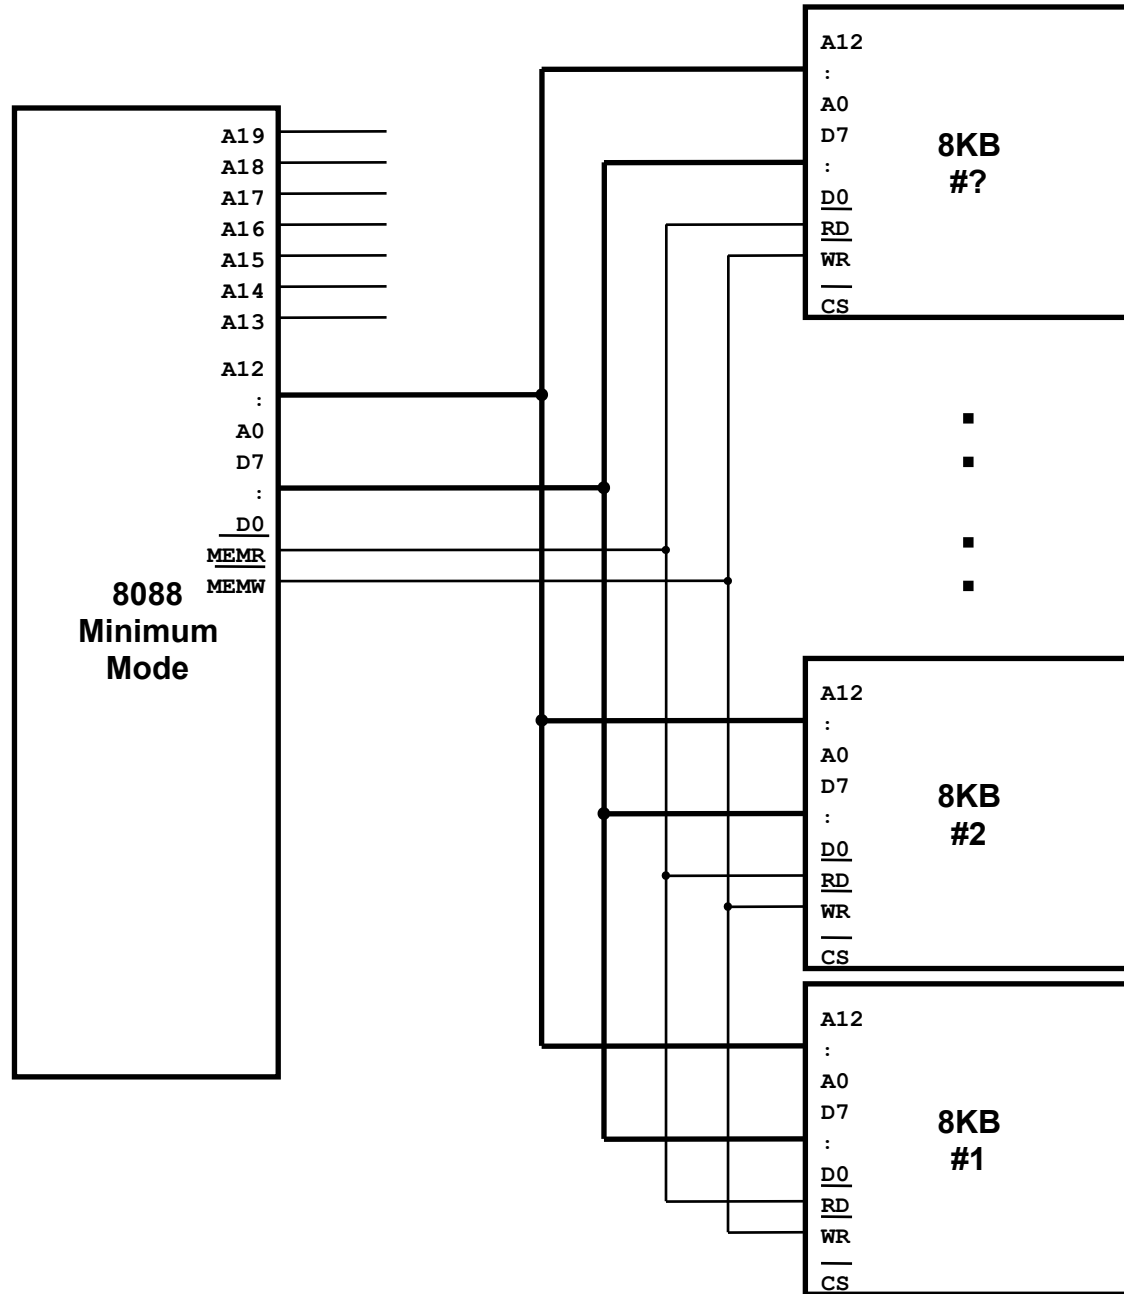 A19
A18
A17
A16
A15
A14
A13
A12
:
A0
D7
:
D0
MEMR
MEMW
8088
Minimum
Mode
A12
:
A0
D7
:
D0
RD
WR
CS
8KB
#?
A12
:
A0
D7
:
D0
RD
WR
CS
8KB
#2
A12
:
A0
D7
:
D0
RD
WR
CS
8KB
#1